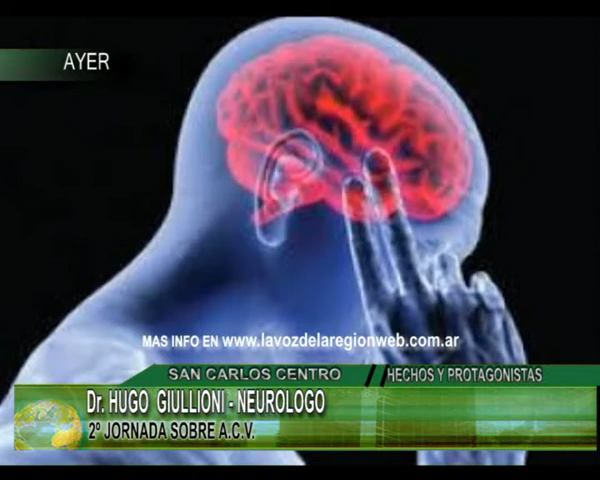 AYER
MAS INFO EN www.lavozdelaregionweb.com.ar
SAN CARLOS CENTRO // HECHOS Y PROTAGONISTAS
Dr. HUGO GIULLIONI - NEUROLOGO
2º JORNADA SOBRE A.C.V.